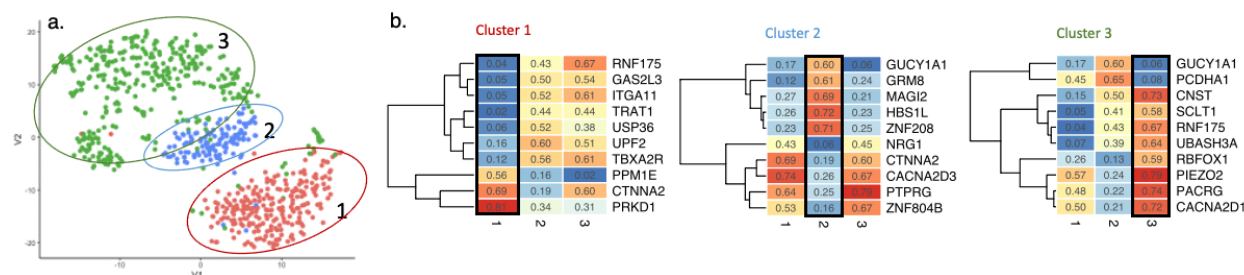 a.
b.
20
10
0
-10
-20
V2
-10
0
10
V1
3
2
1
Cluster 1
0.04 0.43 0.67 RNF175
0.05 0.50 0.54 GAS2L3
0.05 0.52 0.61 ITGA11
0.02 0.44 0.44 TRAT1
0.06 0.52 0.38 USP36
0.16 0.60 0.51 UPF2
0.12 0.56 0.61 TBXA2R
0.56 0.16 0.02 PPM1E
0.69 0.19 0.60 CTNNA2
0.81 0.34 0.31 PRKD1
1 2 3
Cluster 2
0.17 0.60 0.06 GUCY1A1
0.12 0.61 0.24 GRM8
0.27 0.69 0.21 MAGI2
0.26 0.72 0.23 HBS1L
0.23 0.71 0.25 ZNF208
0.43 0.06 0.45 NRG1
0.69 0.19 0.60 CTNNA2
0.74 0.26 0.67 CACNA2D3
0.64 0.25 0.79 PTPRG
0.53 0.16 0.67 ZNF804B
1 2 3
Cluster 3
0.17 0.60 0.06 GUCY1A1
0.45 0.65 0.08 PCDHA1
0.15 0.50 0.73 CNST
0.05 0.41 0.58 SCLT1
0.04 0.43 0.67 RNF175
0.07 0.39 0.64 UBASH3A
0.26 0.13 0.59 RBFOX1
0.57 0.24 0.79 PIEZO2
0.48 0.22 0.74 PACRG
0.50 0.21 0.72 CACNA2D1
1 2 3